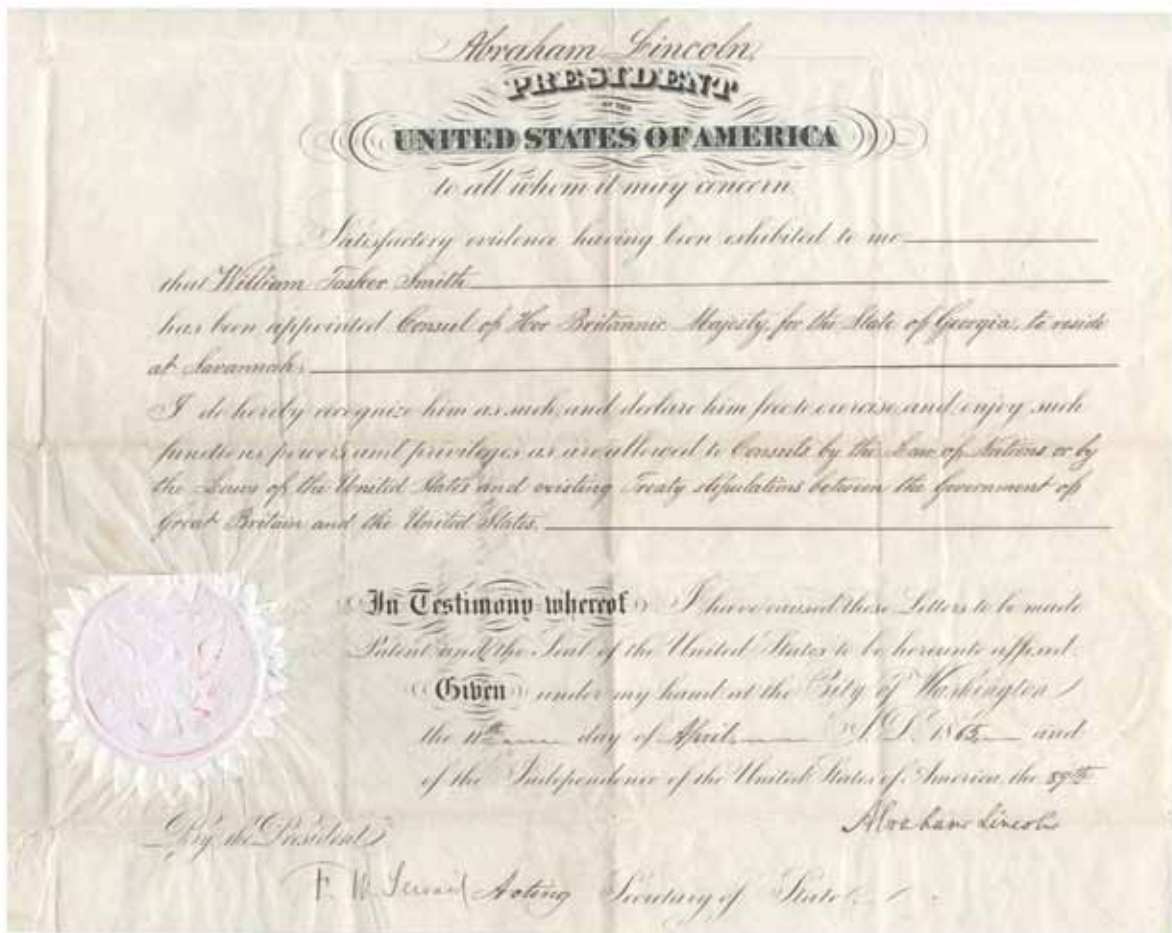 Abraham Lincoln,
PRESIDENT
OF THE
UNITED STATES OF AMERICA
to all whom it may concern
Satisfactory evidence having been exhibited to me
that William Tasker Smith
has been appointed Consul of Her Britannic Majesty, for the State of Georgia, to reside
at Savannah,
I do hereby recognize him as such, and declare him free to exercise and enjoy such
functions powers and privileges as are allowed to Consuls by the Law of Nations or by
the Laws of the United States and existing Treaty stipulations between the Government of
Great Britain and the United States.
In Testimony whereof I have caused these Letters to be made
Patent and the Seal of the United States to be hereunto affixed.
Given under my hand at the City of Washington
the 11th day of April, A.D. 1865, and
of the Independence of the United States of America, the 89th
Abraham Lincoln
By the President
F. W. Seward Acting Secretary of State.